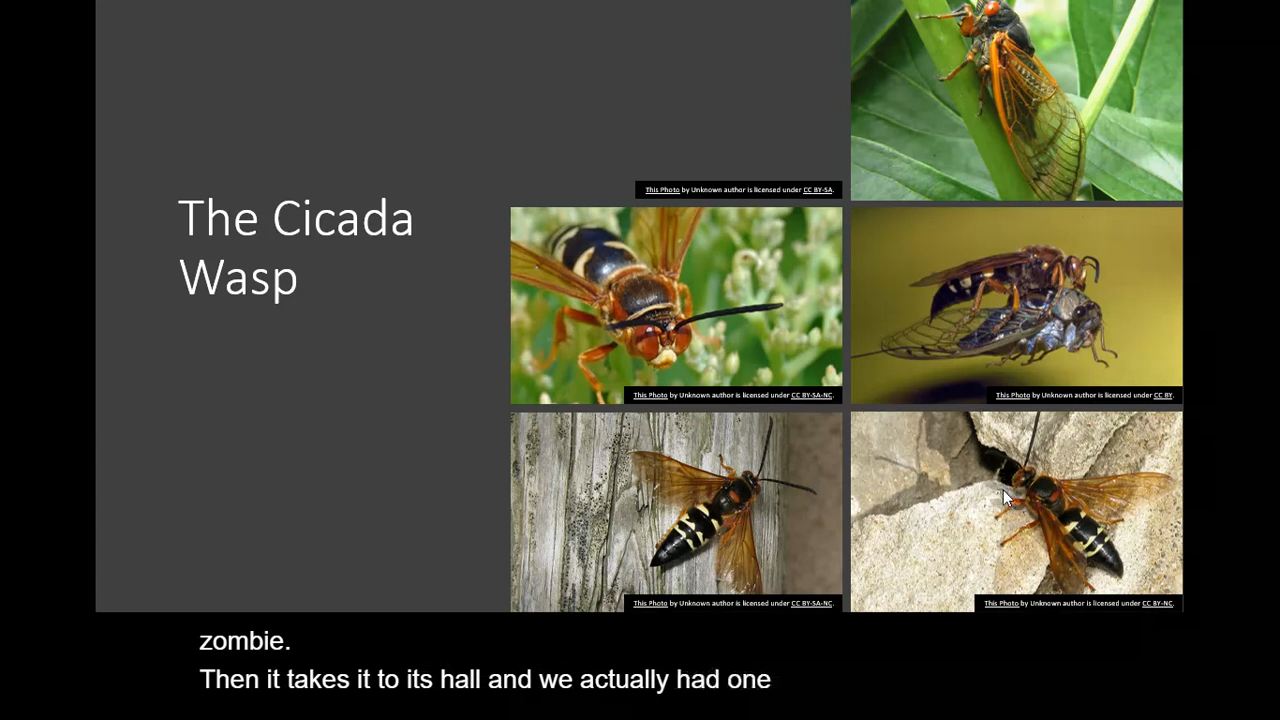 The Cicada
Wasp
This Photo by Unknown author is licensed under CC BY-SA.
This Photo by Unknown author is licensed under CC BY-SA-NC.
This Photo by Unknown author is licensed under CC BY.
This Photo by Unknown author is licensed under CC BY-SA-NC.
This Photo by Unknown author is licensed under CC BY-NC.
zombie.
Then it takes it to its hall and we actually had one